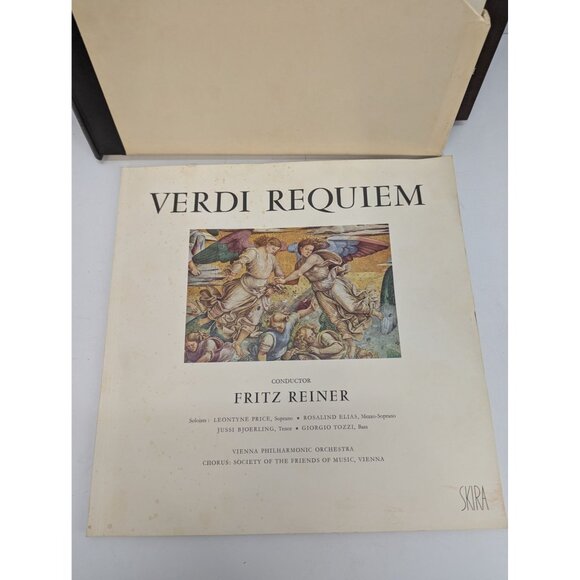 VERDI REQUIEM
CONDUCTOR
FRITZ REINER
Soloists: LEONTYNE PRICE, Soprano ★ ROSALIND ELIAS, Mezzo-Soprano
JUSSI BJOERLING, Tenor ★ GIORGIO TOZZI, Bass
VIENNA PHILHARMONIC ORCHESTRA
CHORUS: SOCIETY OF THE FRIENDS OF MUSIC, VIENNA
SKIRA